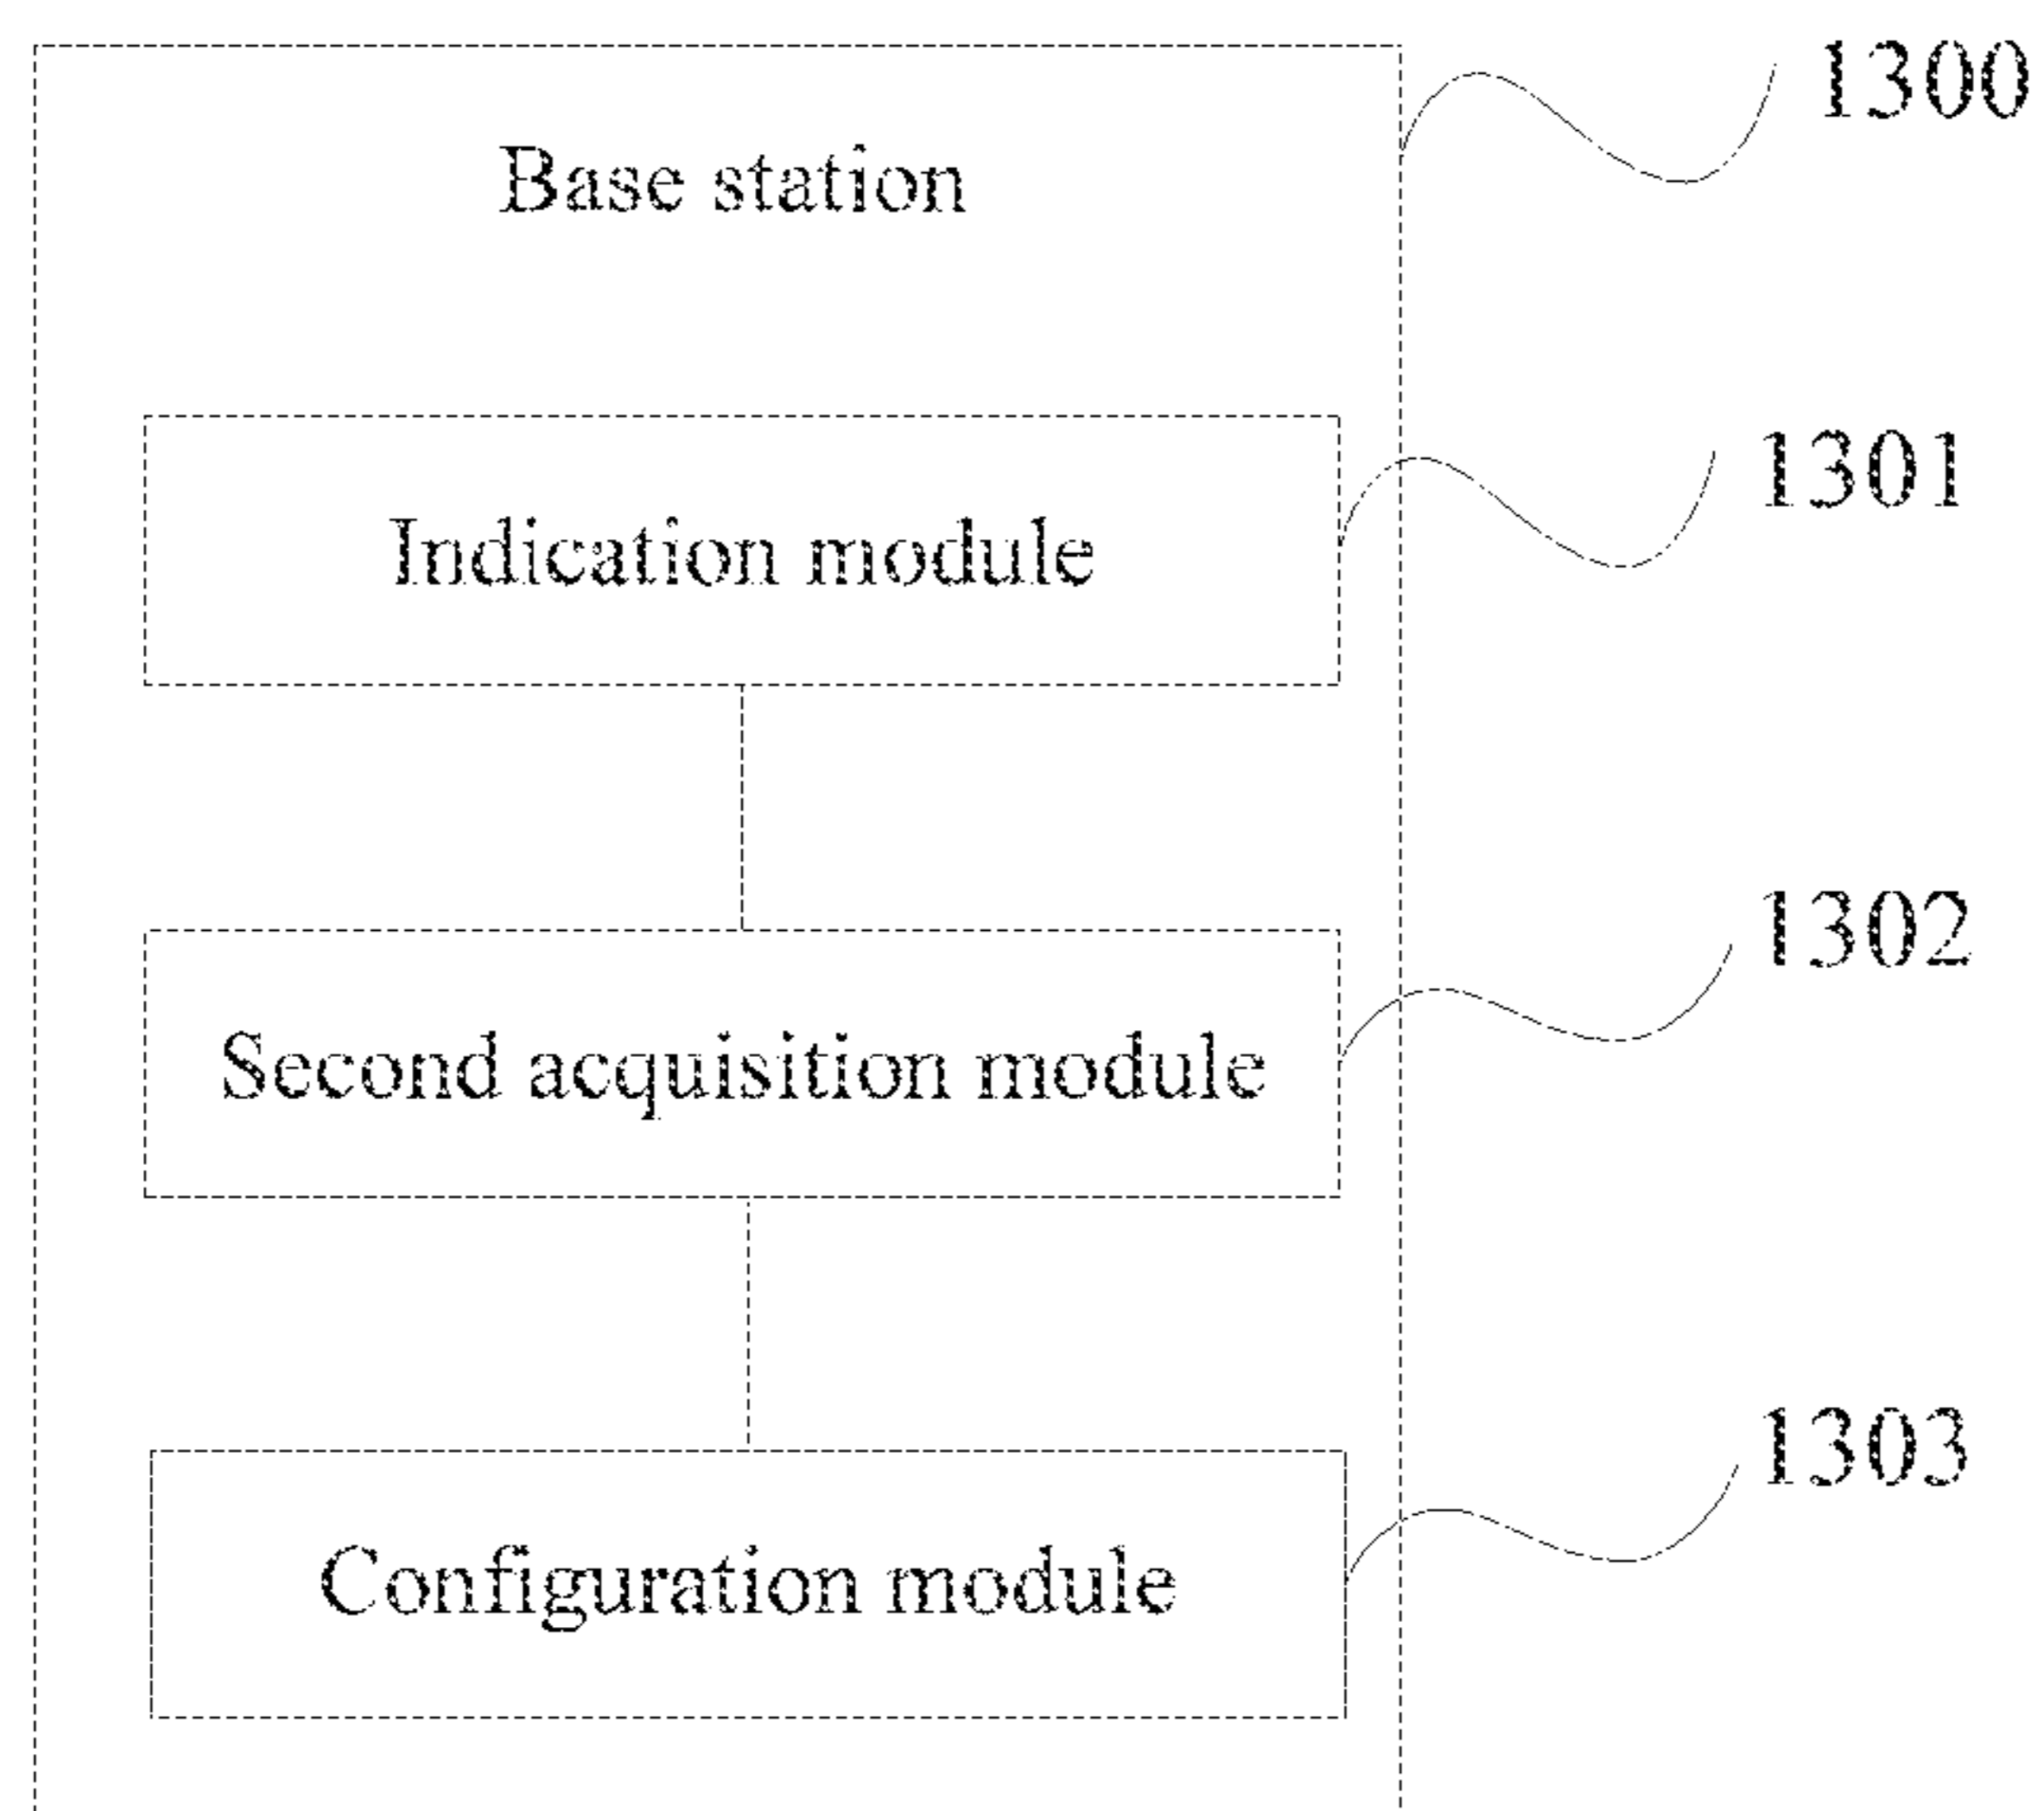 1300
Base station
1301
Indication module
1302
Second acquisition module
1303
Configuration module